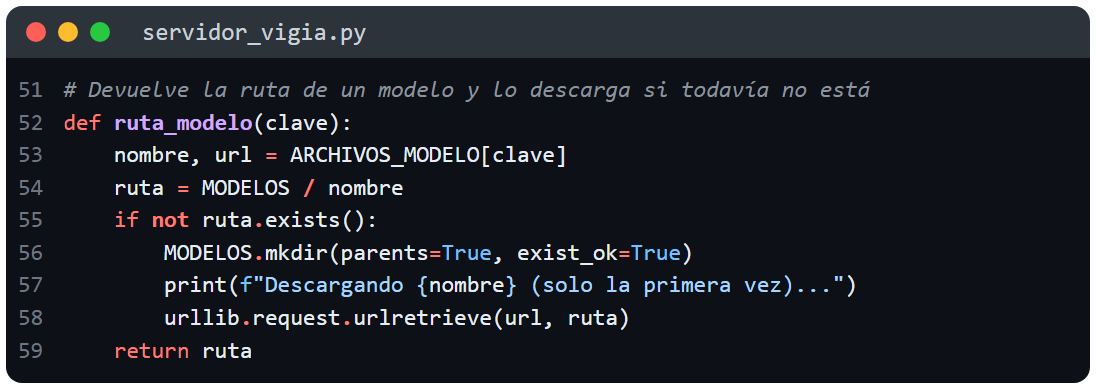 servidor_vigia.py
51 # Devuelve la ruta de un modelo y lo descarga si todavía no está
52 def ruta_modelo(clave):
53     nombre, url = ARCHIVOS_MODELO[clave]
54     ruta = MODELOS / nombre
55     if not ruta.exists():
56         MODELOS.mkdir(parents=True, exist_ok=True)
57         print(f"Descargando {nombre} (solo la primera vez)...")
58         urllib.request.urlretrieve(url, ruta)
59     return ruta